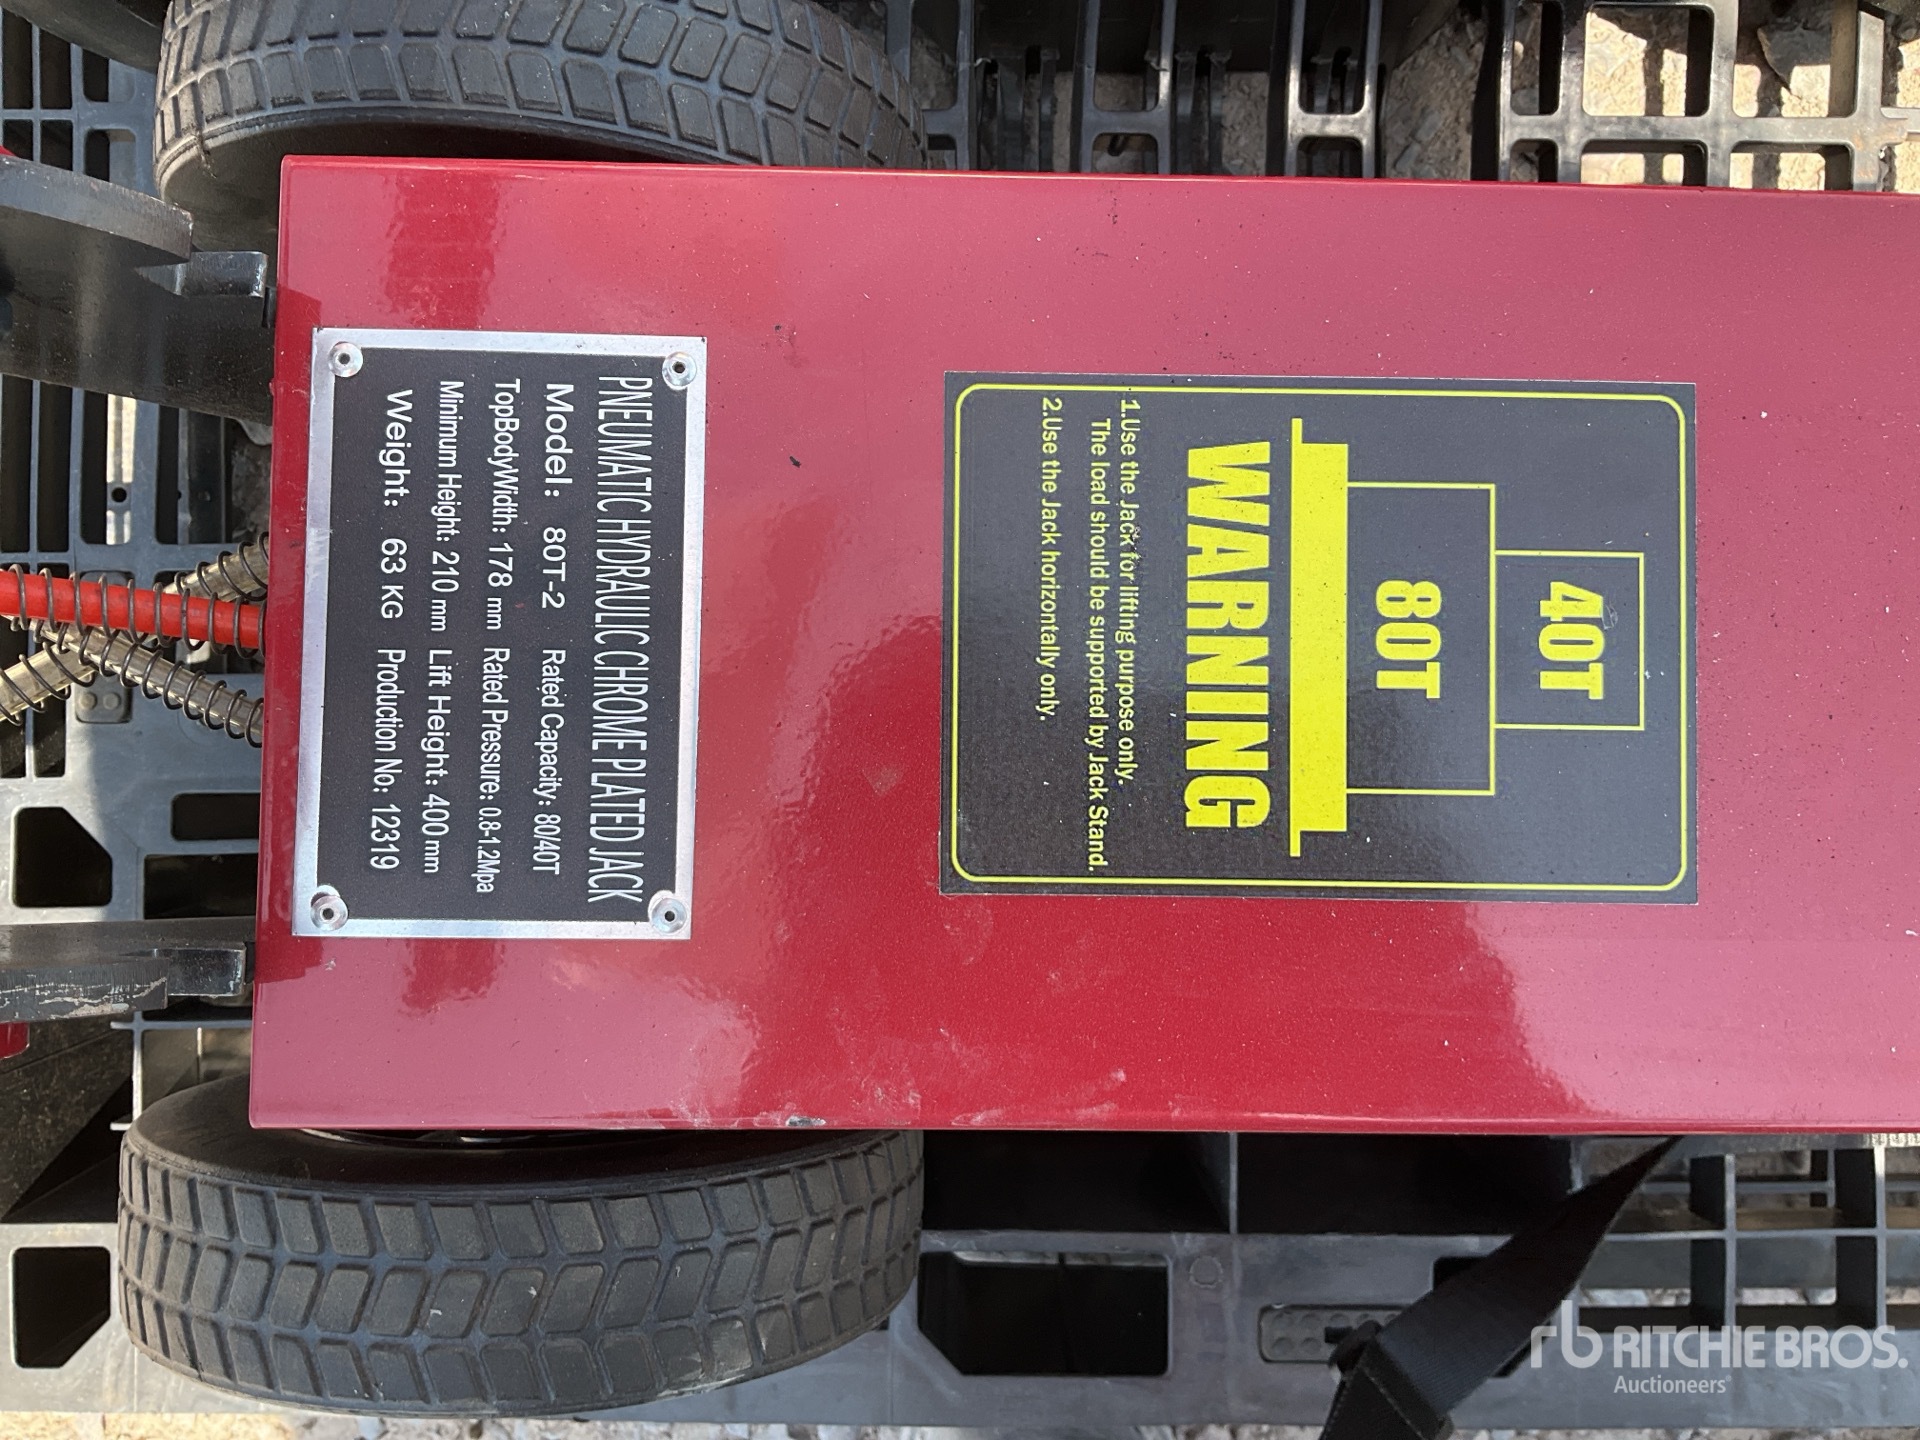 PNEUMATIC HYDRAULIC CHROME PLATED JACK
Model: 80T-2 Rated Capacity: 80/40T
TopBodyWidth: 178 mm Rated Pressure: 0.8-1.2Mpa
Minimum Height: 210 mm Lift Height: 400 mm
Weight: 63 KG Production No: 12319
40T
80T
WARNING
1.Use the Jack for lifting purpose only.
The load should be supported by Jack Stand.
2.Use the Jack horizontally only.
rb RITCHIE BROS.
Auctioneers